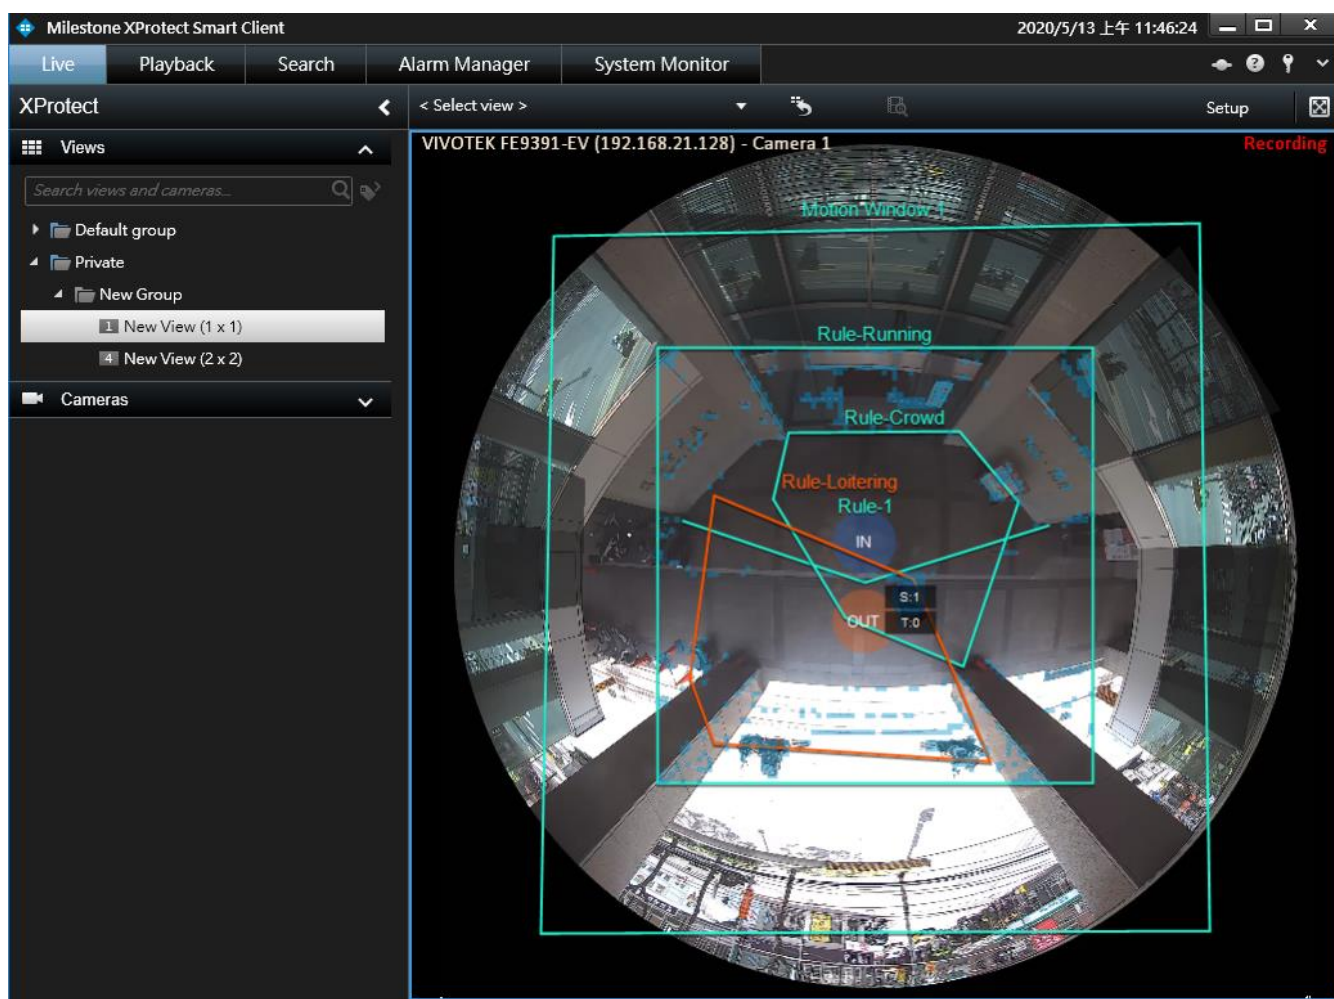 Milestone XProtect Smart Client
2020/5/13 上午 11:46:24
Live Playback Search Alarm Manager System Monitor
XProtect
< Select view >
Setup
Views
VIVOTEK FE9391-EV (192.168.21.128) - Camera 1
Recording
Search views and cameras...
Motion Window 1
Default group
Private
New Group
1 New View (1 x 1)
Rule-Running
4 New View (2 x 2)
Cameras
Rule-Crowd
Rule-Loitering
Rule-1
IN
S:1
OUT
T:0